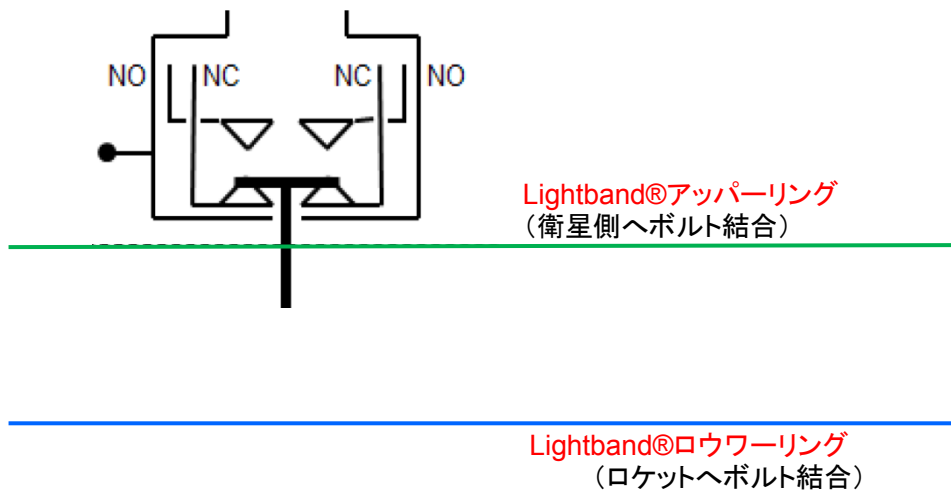 NO NC NC NO
Lightband®アッパーリング
（衛星側へボルト結合）
Lightband®ロウワーリング
（ロケットへボルト結合）